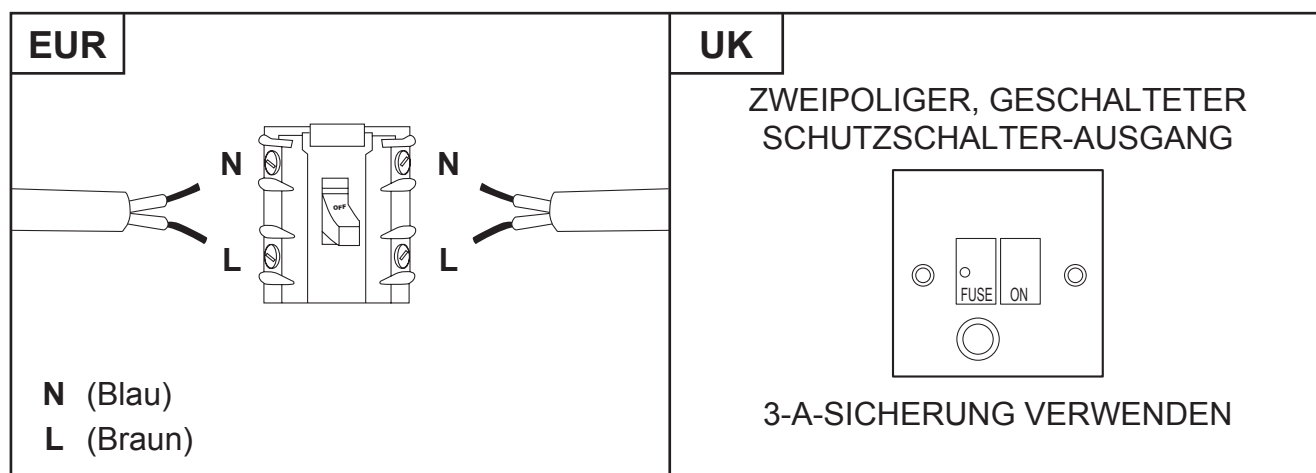 EUR
N
N
OFF
L
L
N (Blau)
L (Braun)
UK
ZWEIPOLIGER, GESCHALTETER
SCHUTZSCHALTER-AUSGANG
FUSE ON
3-A-SICHERUNG VERWENDEN